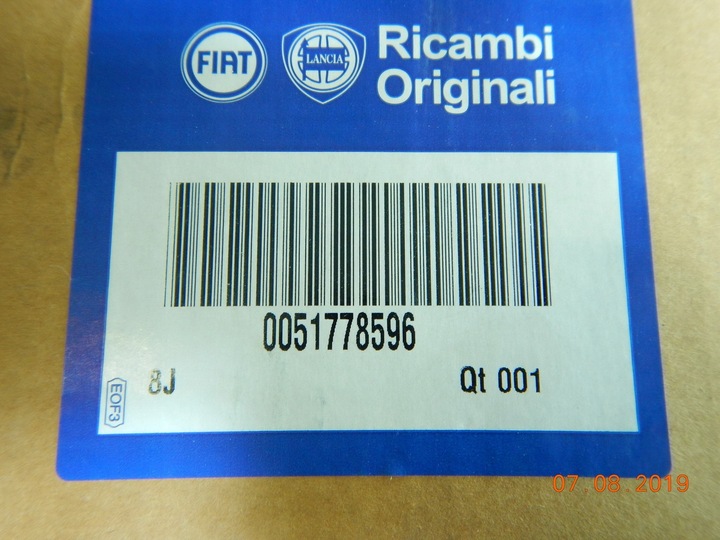 FIAT
LANCIA
Ricambi
Originali
0051778596
8J
Qt 001
EOF3
07.08.2019